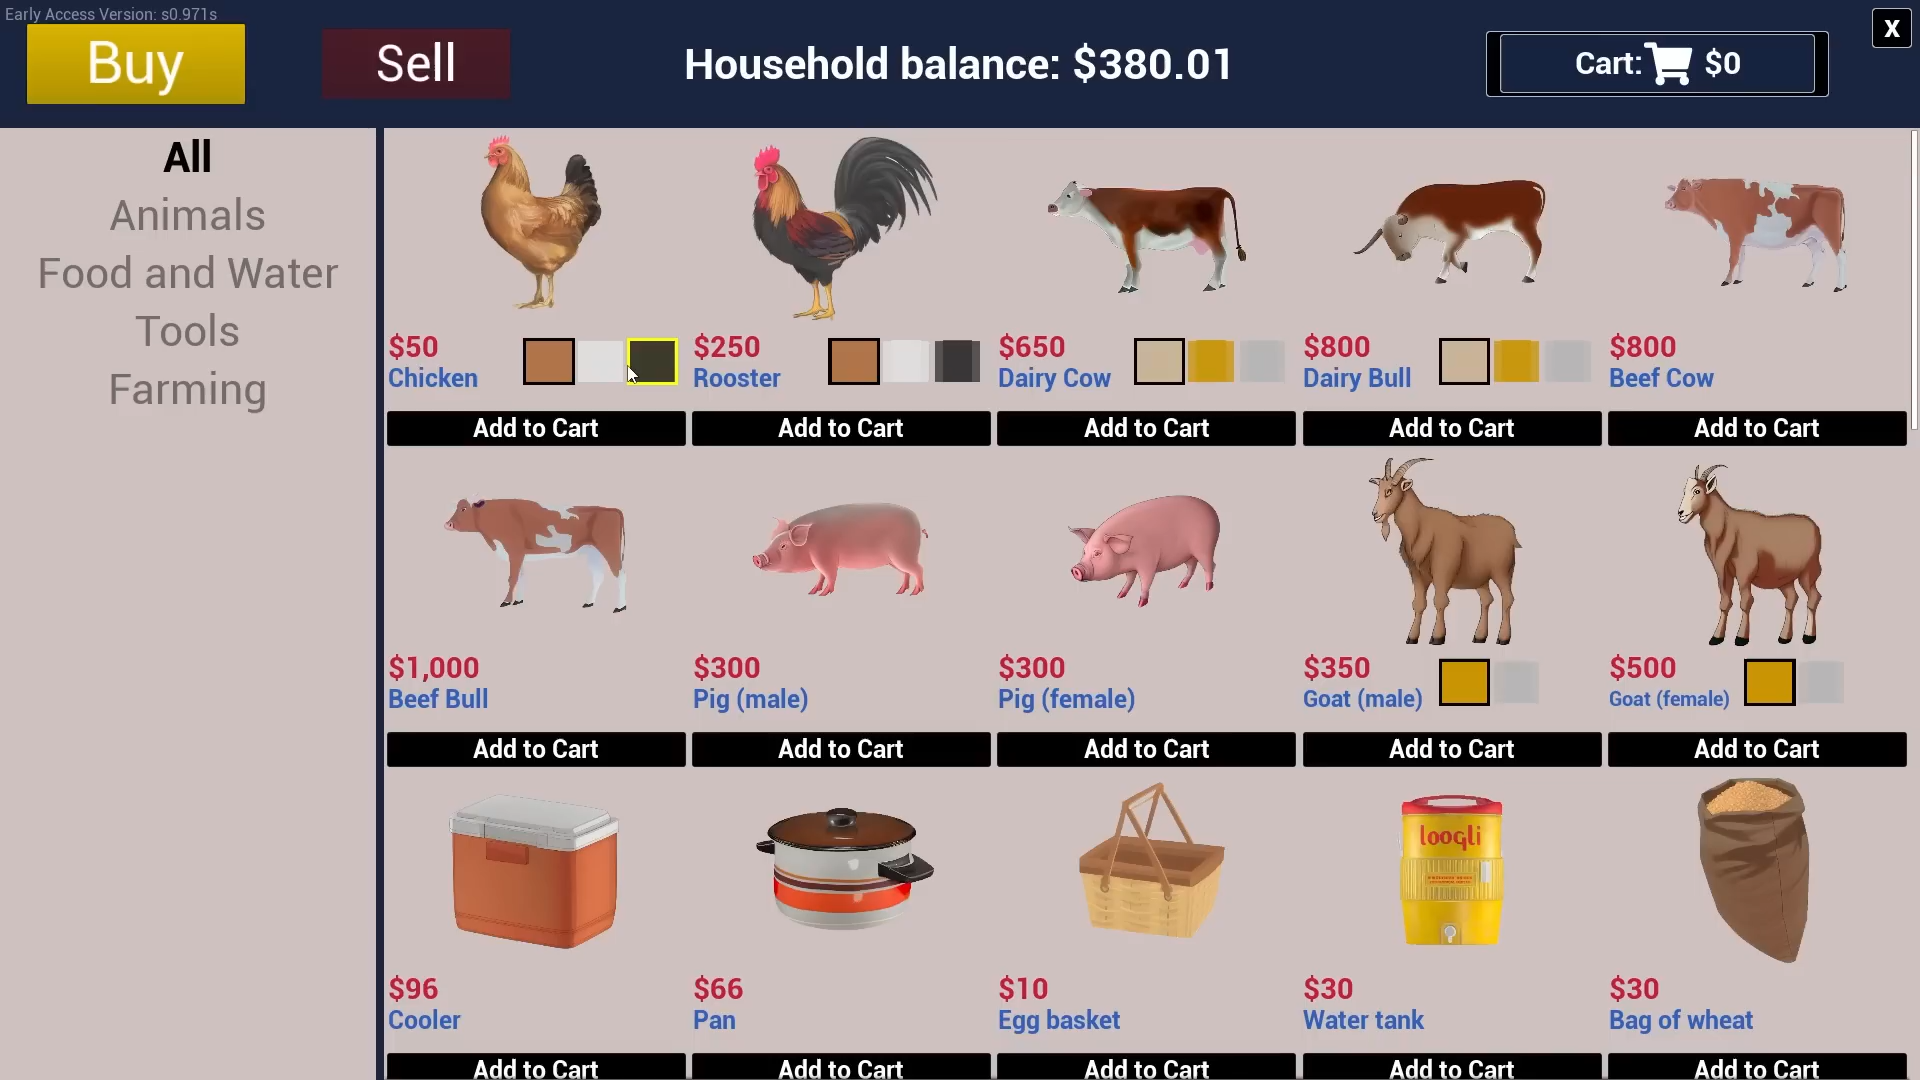 Early Access Version: s0.971s
Buy
Sell
Household balance: $380.01
Cart: $0
X
All
Animals
Food and Water
Tools
Farming
$50
Chicken
Add to Cart
$250
Rooster
Add to Cart
$650
Dairy Cow
Add to Cart
$800
Dairy Bull
Add to Cart
$800
Beef Cow
Add to Cart
$1,000
Beef Bull
Add to Cart
$300
Pig (male)
Add to Cart
$300
Pig (female)
Add to Cart
$350
Goat (male)
Add to Cart
$500
Goat (female)
Add to Cart
$96
Cooler
Add to Cart
$66
Pan
Add to Cart
$10
Egg basket
Add to Cart
looqli
$30
Water tank
Add to Cart
$30
Bag of wheat
Add to Cart